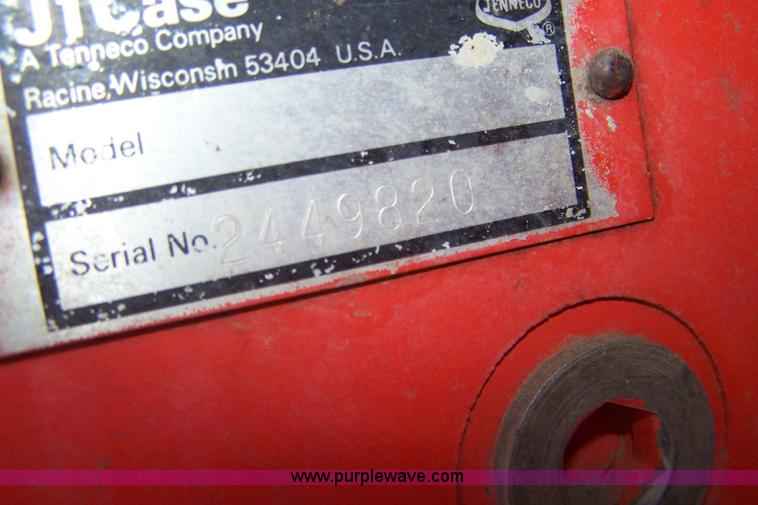 JI Case
TENNECO
®
A Tenneco Company
Racine, Wisconsin 53404 U.S.A.
Model
Serial No. 2449820
www.purplewave.com